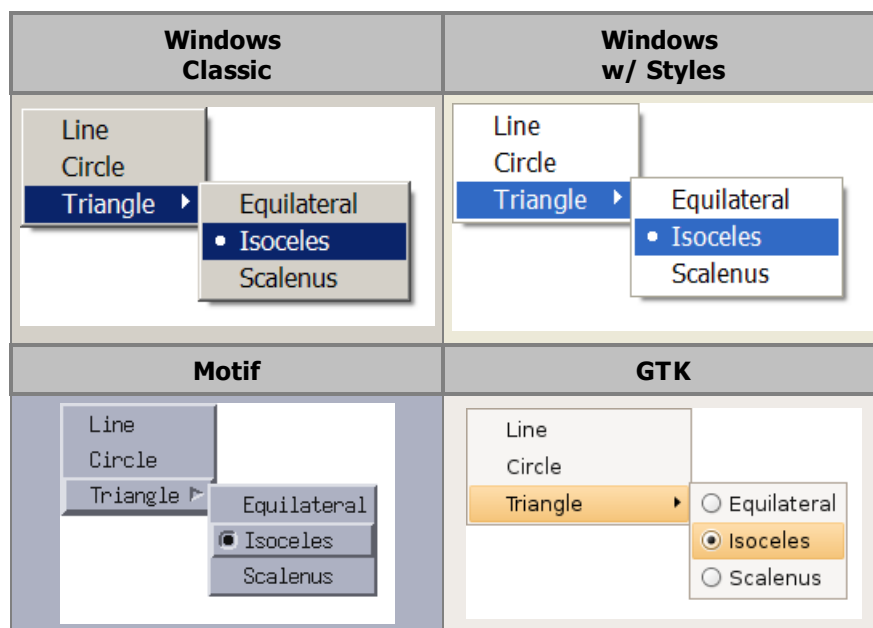 Windows
Classic
Windows
w/ Styles
Line
Circle
Triangle
Equilateral
Isoceles
Scalenus
Line
Circle
Triangle
Equilateral
Isoceles
Scalenus
Motif
GTK
Line
Circle
Triangle
Equilateral
Isoceles
Scalenus
Line
Circle
Triangle
Equilateral
Isoceles
Scalenus